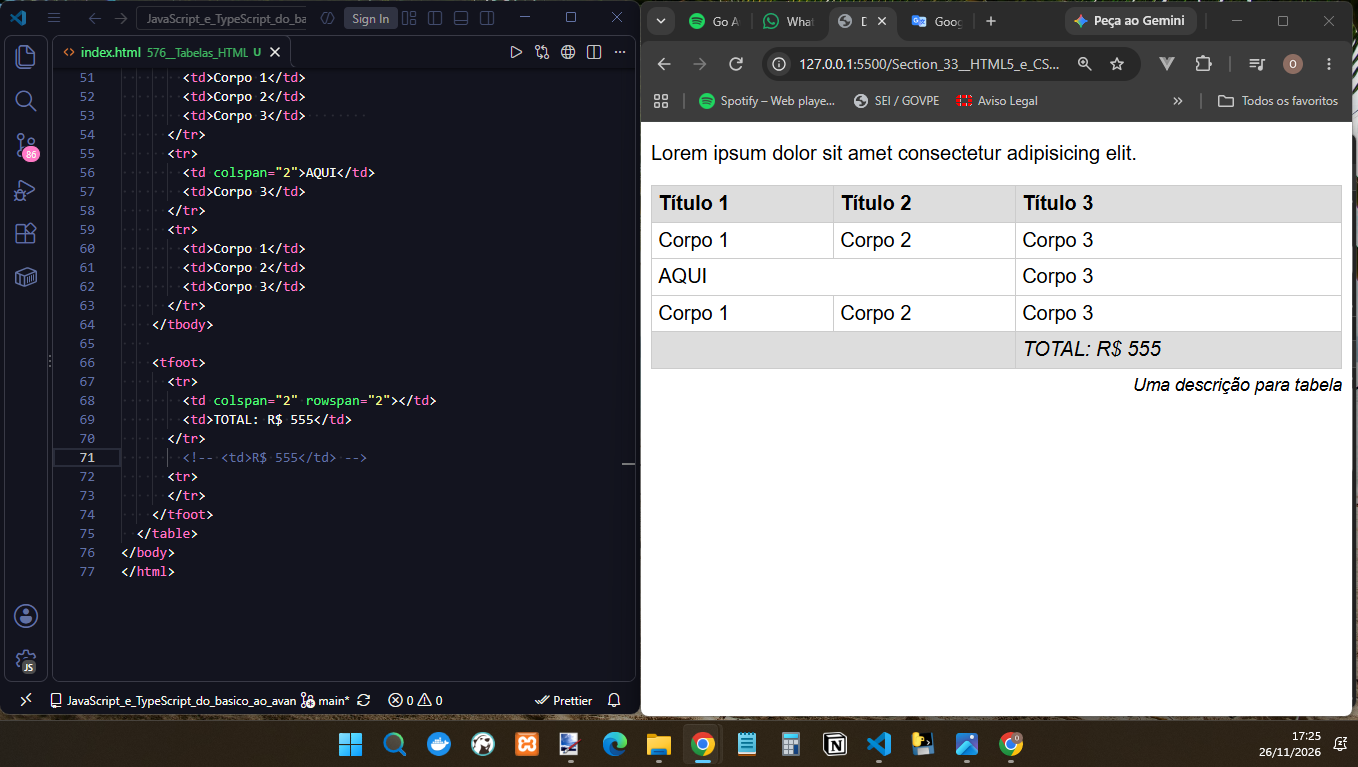 JavaScript_e_TypeScript_do_ba
Sign In
index.html 576__Tabelas_HTML U
51 <td>Corpo 1</td>
52 <td>Corpo 2</td>
53 <td>Corpo 3</td>
54 </tr>
55 <tr>
56 <td colspan="2">AQUI</td>
57 <td>Corpo 3</td>
58 </tr>
59 <tr>
60 <td>Corpo 1</td>
61 <td>Corpo 2</td>
62 <td>Corpo 3</td>
63 </tr>
64 </tbody>
65
66 <tfoot>
67 <tr>
68 <td colspan="2" rowspan="2"></td>
69 <td>TOTAL: R$ 555</td>
70 </tr>
71 <!-- <td>R$ 555</td> -->
72 <tr>
73 </tr>
74 </tfoot>
75 </table>
76 </body>
77 </html>
86
JS
JavaScript_e_TypeScript_do_basico_ao_avan main* 0 0 Prettier
Go A What D Goog Peça ao Gemini
127.0.0.1:5500/Section_33__HTML5_e_CS... O
Spotify – Web playe... SEI / GOVPE Aviso Legal » Todos os favoritos
Lorem ipsum dolor sit amet consectetur adipisicing elit.
Título 1 Título 2 Título 3
Corpo 1 Corpo 2 Corpo 3
AQUI Corpo 3
Corpo 1 Corpo 2 Corpo 3
TOTAL: R$ 555
Uma descrição para tabela
17:25
26/11/2026